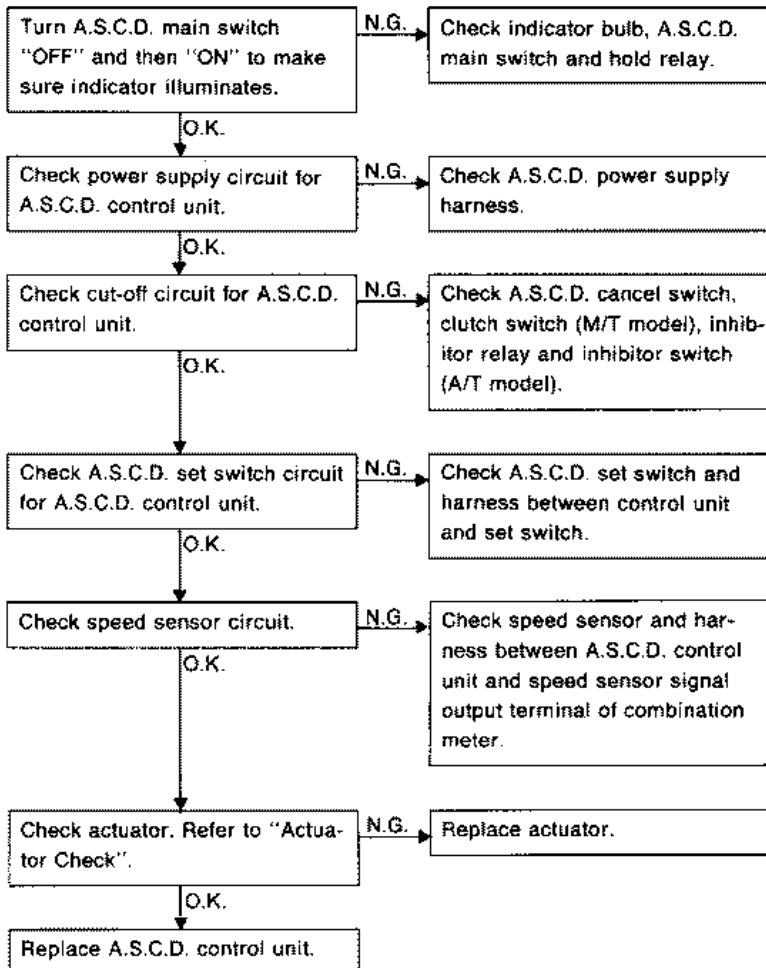 Turn A.S.C.D. main switch
"OFF" and then "ON" to make
sure indicator illuminates.
N.G.
Check indicator bulb, A.S.C.D.
main switch and hold relay.
O.K.
Check power supply circuit for
A.S.C.D. control unit.
N.G.
Check A.S.C.D. power supply
harness.
O.K.
Check cut-off circuit for A.S.C.D.
control unit.
N.G.
Check A.S.C.D. cancel switch,
clutch switch (M/T model), inhib-
itor relay and inhibitor switch
(A/T model).
O.K.
Check A.S.C.D. set switch circuit
for A.S.C.D. control unit.
N.G.
Check A.S.C.D. set switch and
harness between control unit
and set switch.
O.K.
Check speed sensor circuit.
N.G.
Check speed sensor and har-
ness between A.S.C.D. control
unit and speed sensor signal
output terminal of combination
meter.
O.K.
Check actuator. Refer to "Actua-
tor Check".
N.G.
Replace actuator.
O.K.
Replace A.S.C.D. control unit.